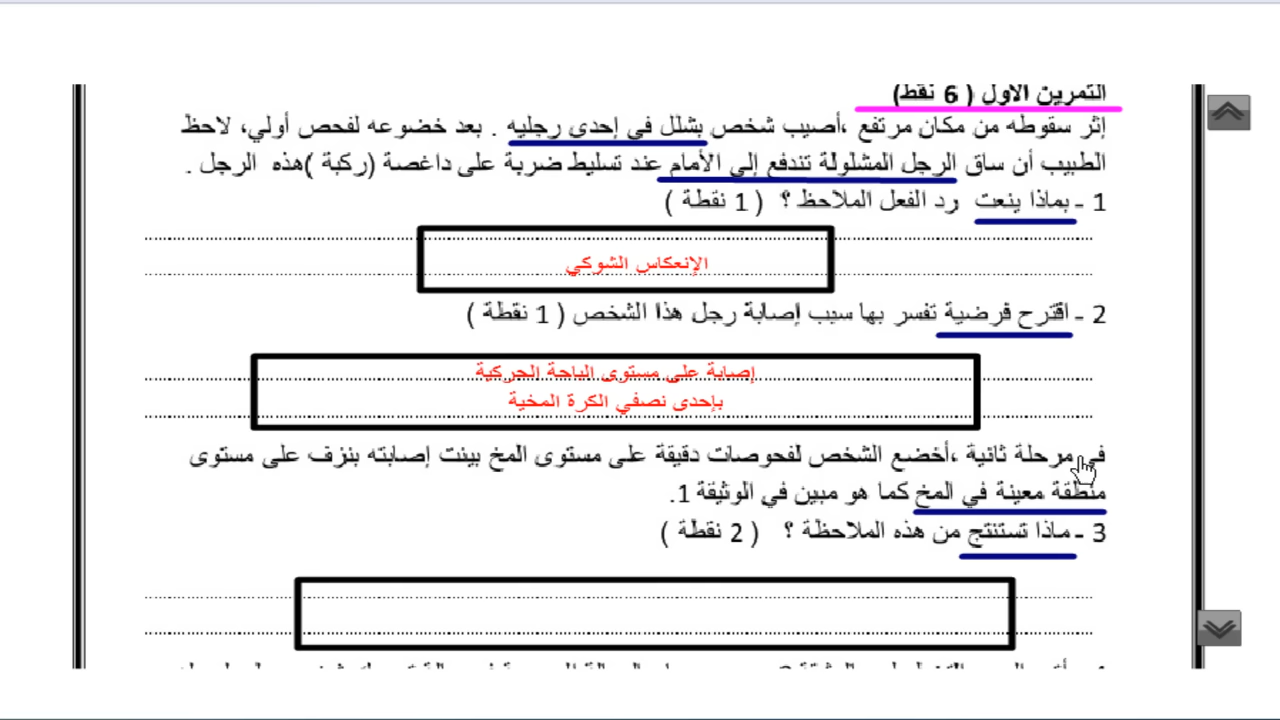 التمرين الاول ( 6 نقط)
إثر سقوطه من مكان مرتفع ،أصيب شخص بشلل في إحدى رجليه . بعد خضوعه لفحص أولي، لاحظ
الطبيب أن ساق الرجل المشلولة تندفع إلى الأمام عند تسليط ضربة على داغصة (ركبة )هذه الرجل .
1 ـ بماذا ينعت رد الفعل الملاحظ ؟ ( 1 نقطة )
الإنعكاس الشوكي
2 ـ اقترح فرضية تفسر بها سبب إصابة رجل هذا الشخص ( 1 نقطة )
إصابة على مستوى الباحة الحركية
بإحدى نصفي الكرة المخية
في مرحلة ثانية ،أخضع الشخص لفحوصات دقيقة على مستوى المخ بينت إصابته بنزف على مستوى
منطقة معينة في المخ كما هو مبين في الوثيقة 1.
3 ـ ماذا تستنتج من هذه الملاحظة ؟ ( 2 نقطة )